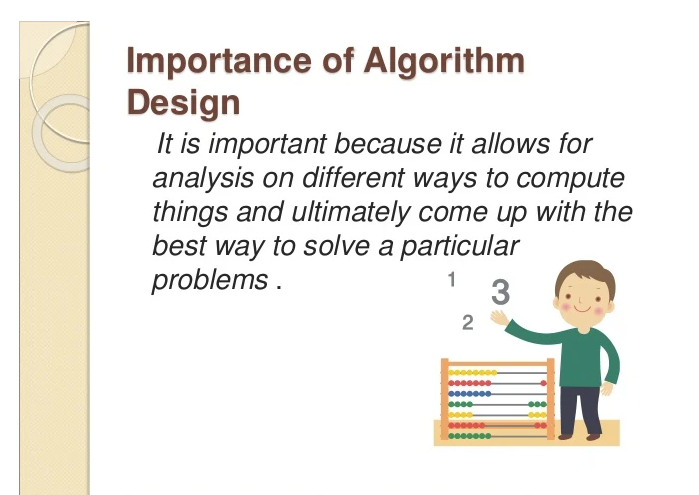 Importance of Algorithm
Design
It is important because it allows for
analysis on different ways to compute
things and ultimately come up with the
best way to solve a particular
problems .
1
3
2